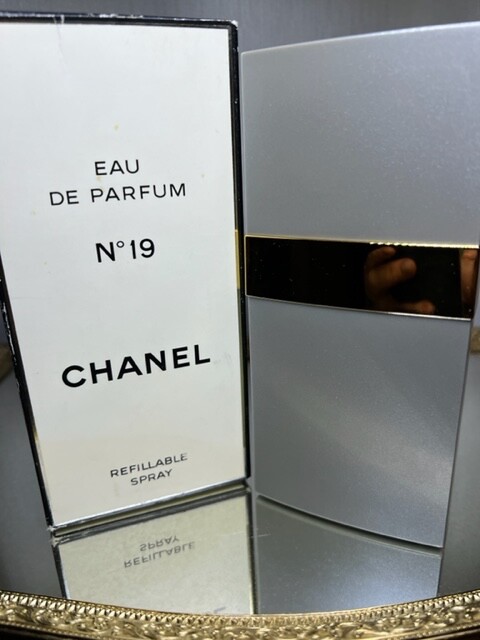 EAU
DE PARFUM
N°19
CHANEL
REFILLABLE
SPRAY